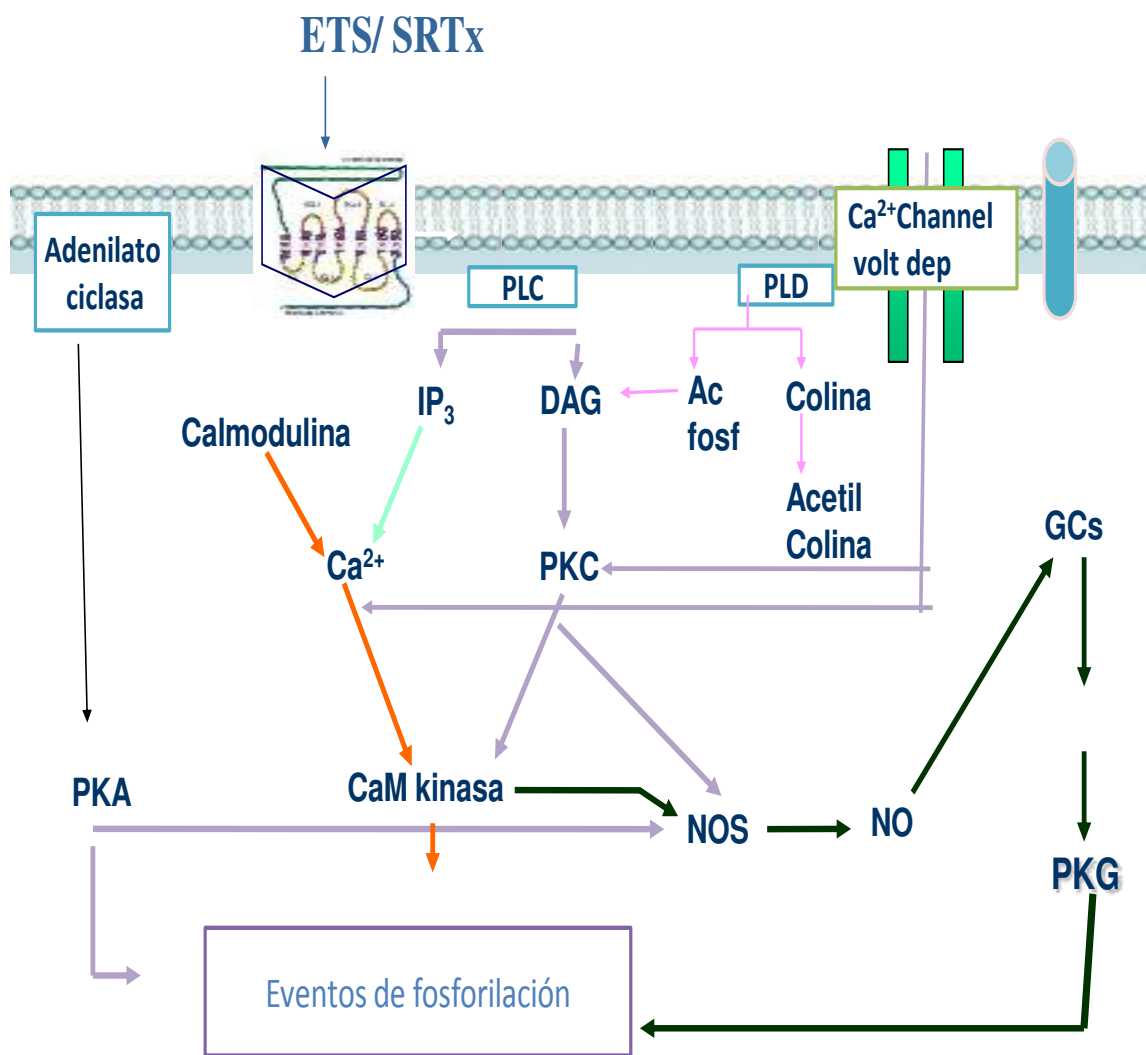 ETS/ SRTx
Adenilato
ciclasa
PLC
PLD
Ca²⁺Channel
volt dep
IP₃
DAG
Ac
fosf
Colina
Calmodulina
Acetil
Colina
GCs
Ca²⁺
PKC
PKA
CaM kinasa
NOS
NO
PKG
Eventos de fosforilación